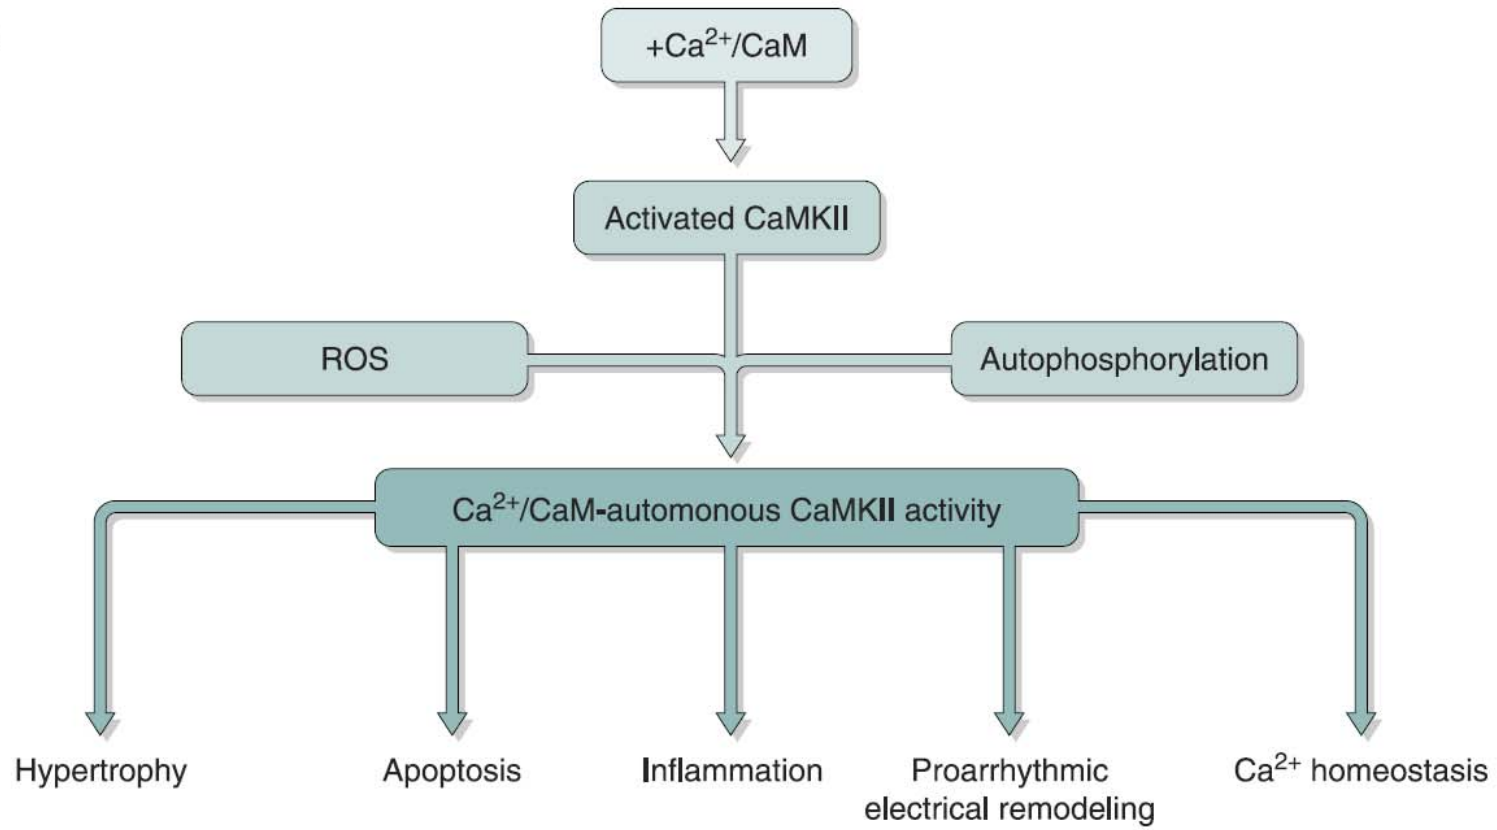 +Ca²⁺/CaM
Activated CaMKII
ROS
Autophosphorylation
Ca²⁺/CaM-automonous CaMKII activity
Hypertrophy
Apoptosis
Inflammation
Proarrhythmic
electrical remodeling
Ca²⁺ homeostasis